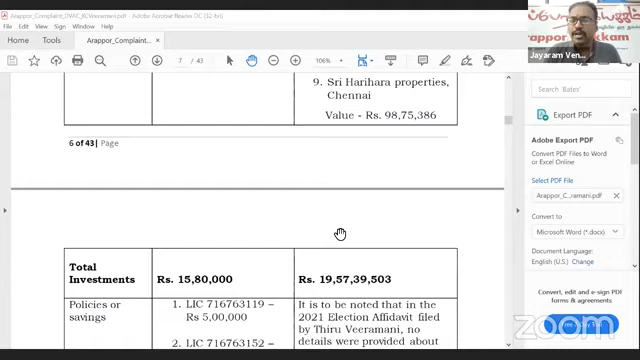 Arappor_Complaint_DVAC_KCVeeramani.pdf - Adobe Acrobat Reader DC (32-bit)
File Edit View Sign Window Help
Home Tools Arappor_Complaint...
7 / 43 106%
9. Sri Harihara properties,
Chennai
Value - Rs. 98,75,386
6 of 43| Page
Total
Investments
Rs. 15,80,000
Rs. 19,57,39,503
Policies or
savings
1. LIC 716763119 –
Rs 5,00,000
2. LIC 716763152 –
It is to be noted that in the
2021 Election Affidavit filed
by Thiru Veeramani, no
details were provided about
Jayaram Ven...
Search 'Bates'
Export PDF
Adobe Export PDF
Convert PDF Files to Word
or Excel Online
Select PDF File
Arappor_C...ramani.pdf
Convert to
Microsoft Word (*.docx)
Document Language:
English (U.S.) Change
Convert, edit and e-sign PDF
forms & agreements
Free 7-Day Trial
zoom